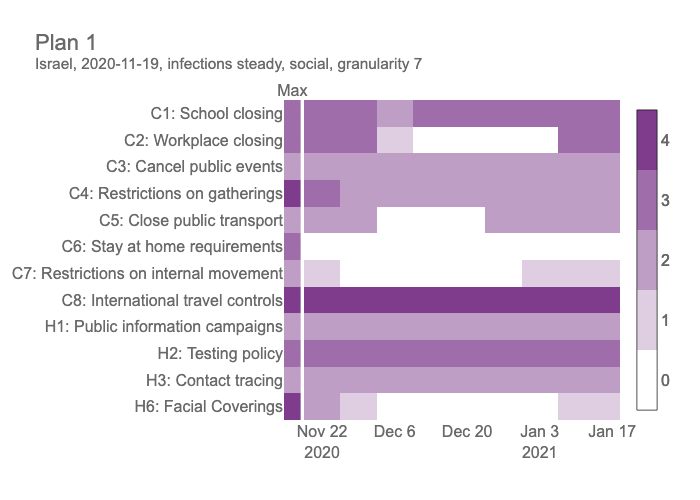 Plan 1
Israel, 2020-11-19, infections steady, social, granularity 7
Max
C1: School closing
C2: Workplace closing
C3: Cancel public events
C4: Restrictions on gatherings
C5: Close public transport
C6: Stay at home requirements
C7: Restrictions on internal movement
C8: International travel controls
H1: Public information campaigns
H2: Testing policy
H3: Contact tracing
H6: Facial Coverings
4
3
2
1
0
Nov 22 Dec 6 Dec 20 Jan 3 Jan 17
2020 2021